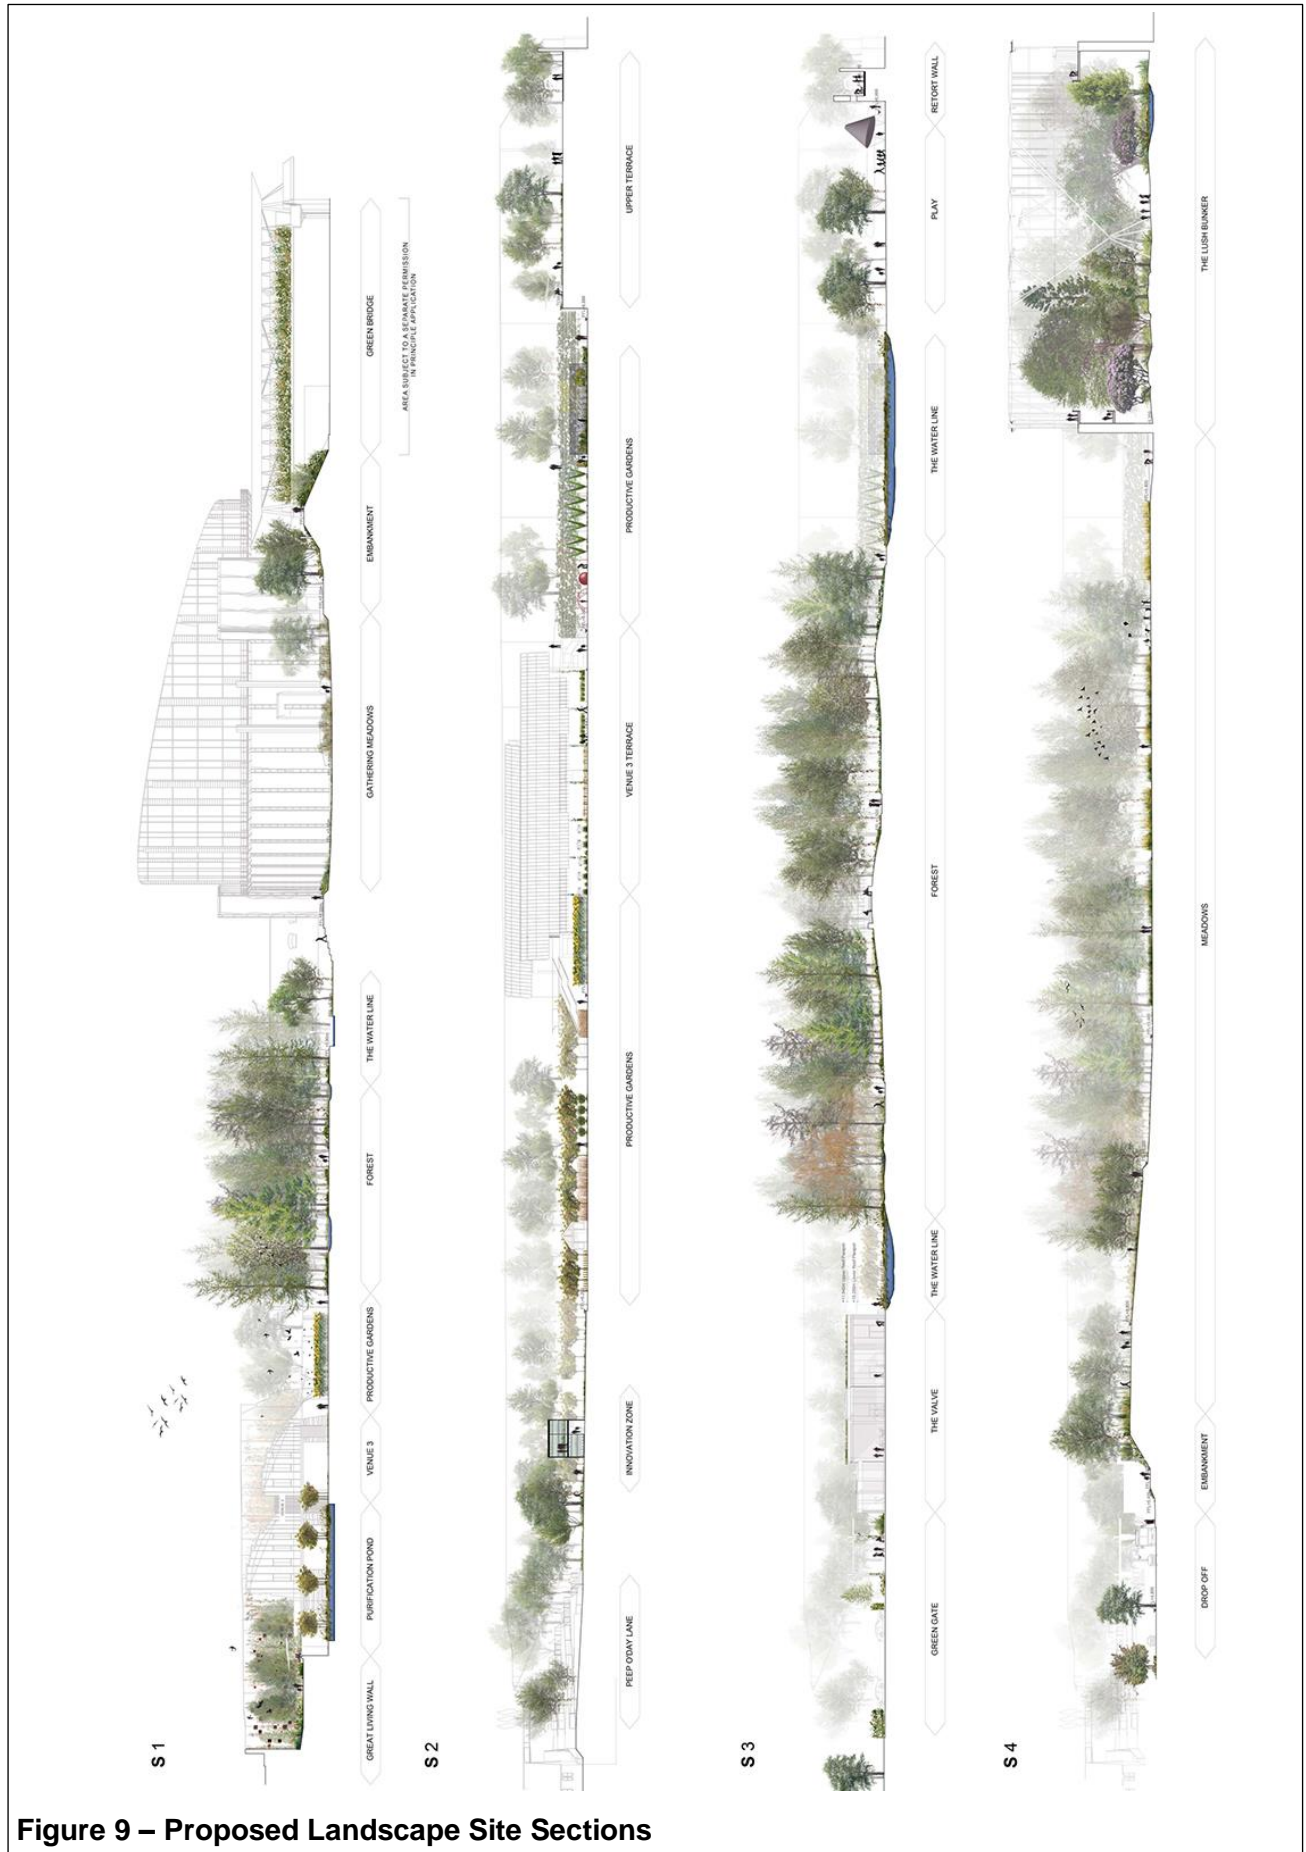 S 1
GREAT LIVING WALL
PURIFICATION POND
VENUE 3
PRODUCTIVE GARDENS
FOREST
THE WATER LINE
GATHERING MEADOWS
EMBANKMENT
GREEN BRIDGE
AREA SUBJECT TO A SEPARATE PERMISSION
IN PRINCIPLE APPLICATION
S 2
PEEP O'DAY LANE
INNOVATION ZONE
PRODUCTIVE GARDENS
VENUE 3 TERRACE
PRODUCTIVE GARDENS
UPPER TERRACE
S 3
GREEN GATE
THE VALVE
THE WATER LINE
FOREST
THE WATER LINE
PLAY
RETORT WALL
S 4
DROP OFF
EMBANKMENT
MEADOWS
THE LUSH BUNKER
Figure 9 – Proposed Landscape Site Sections